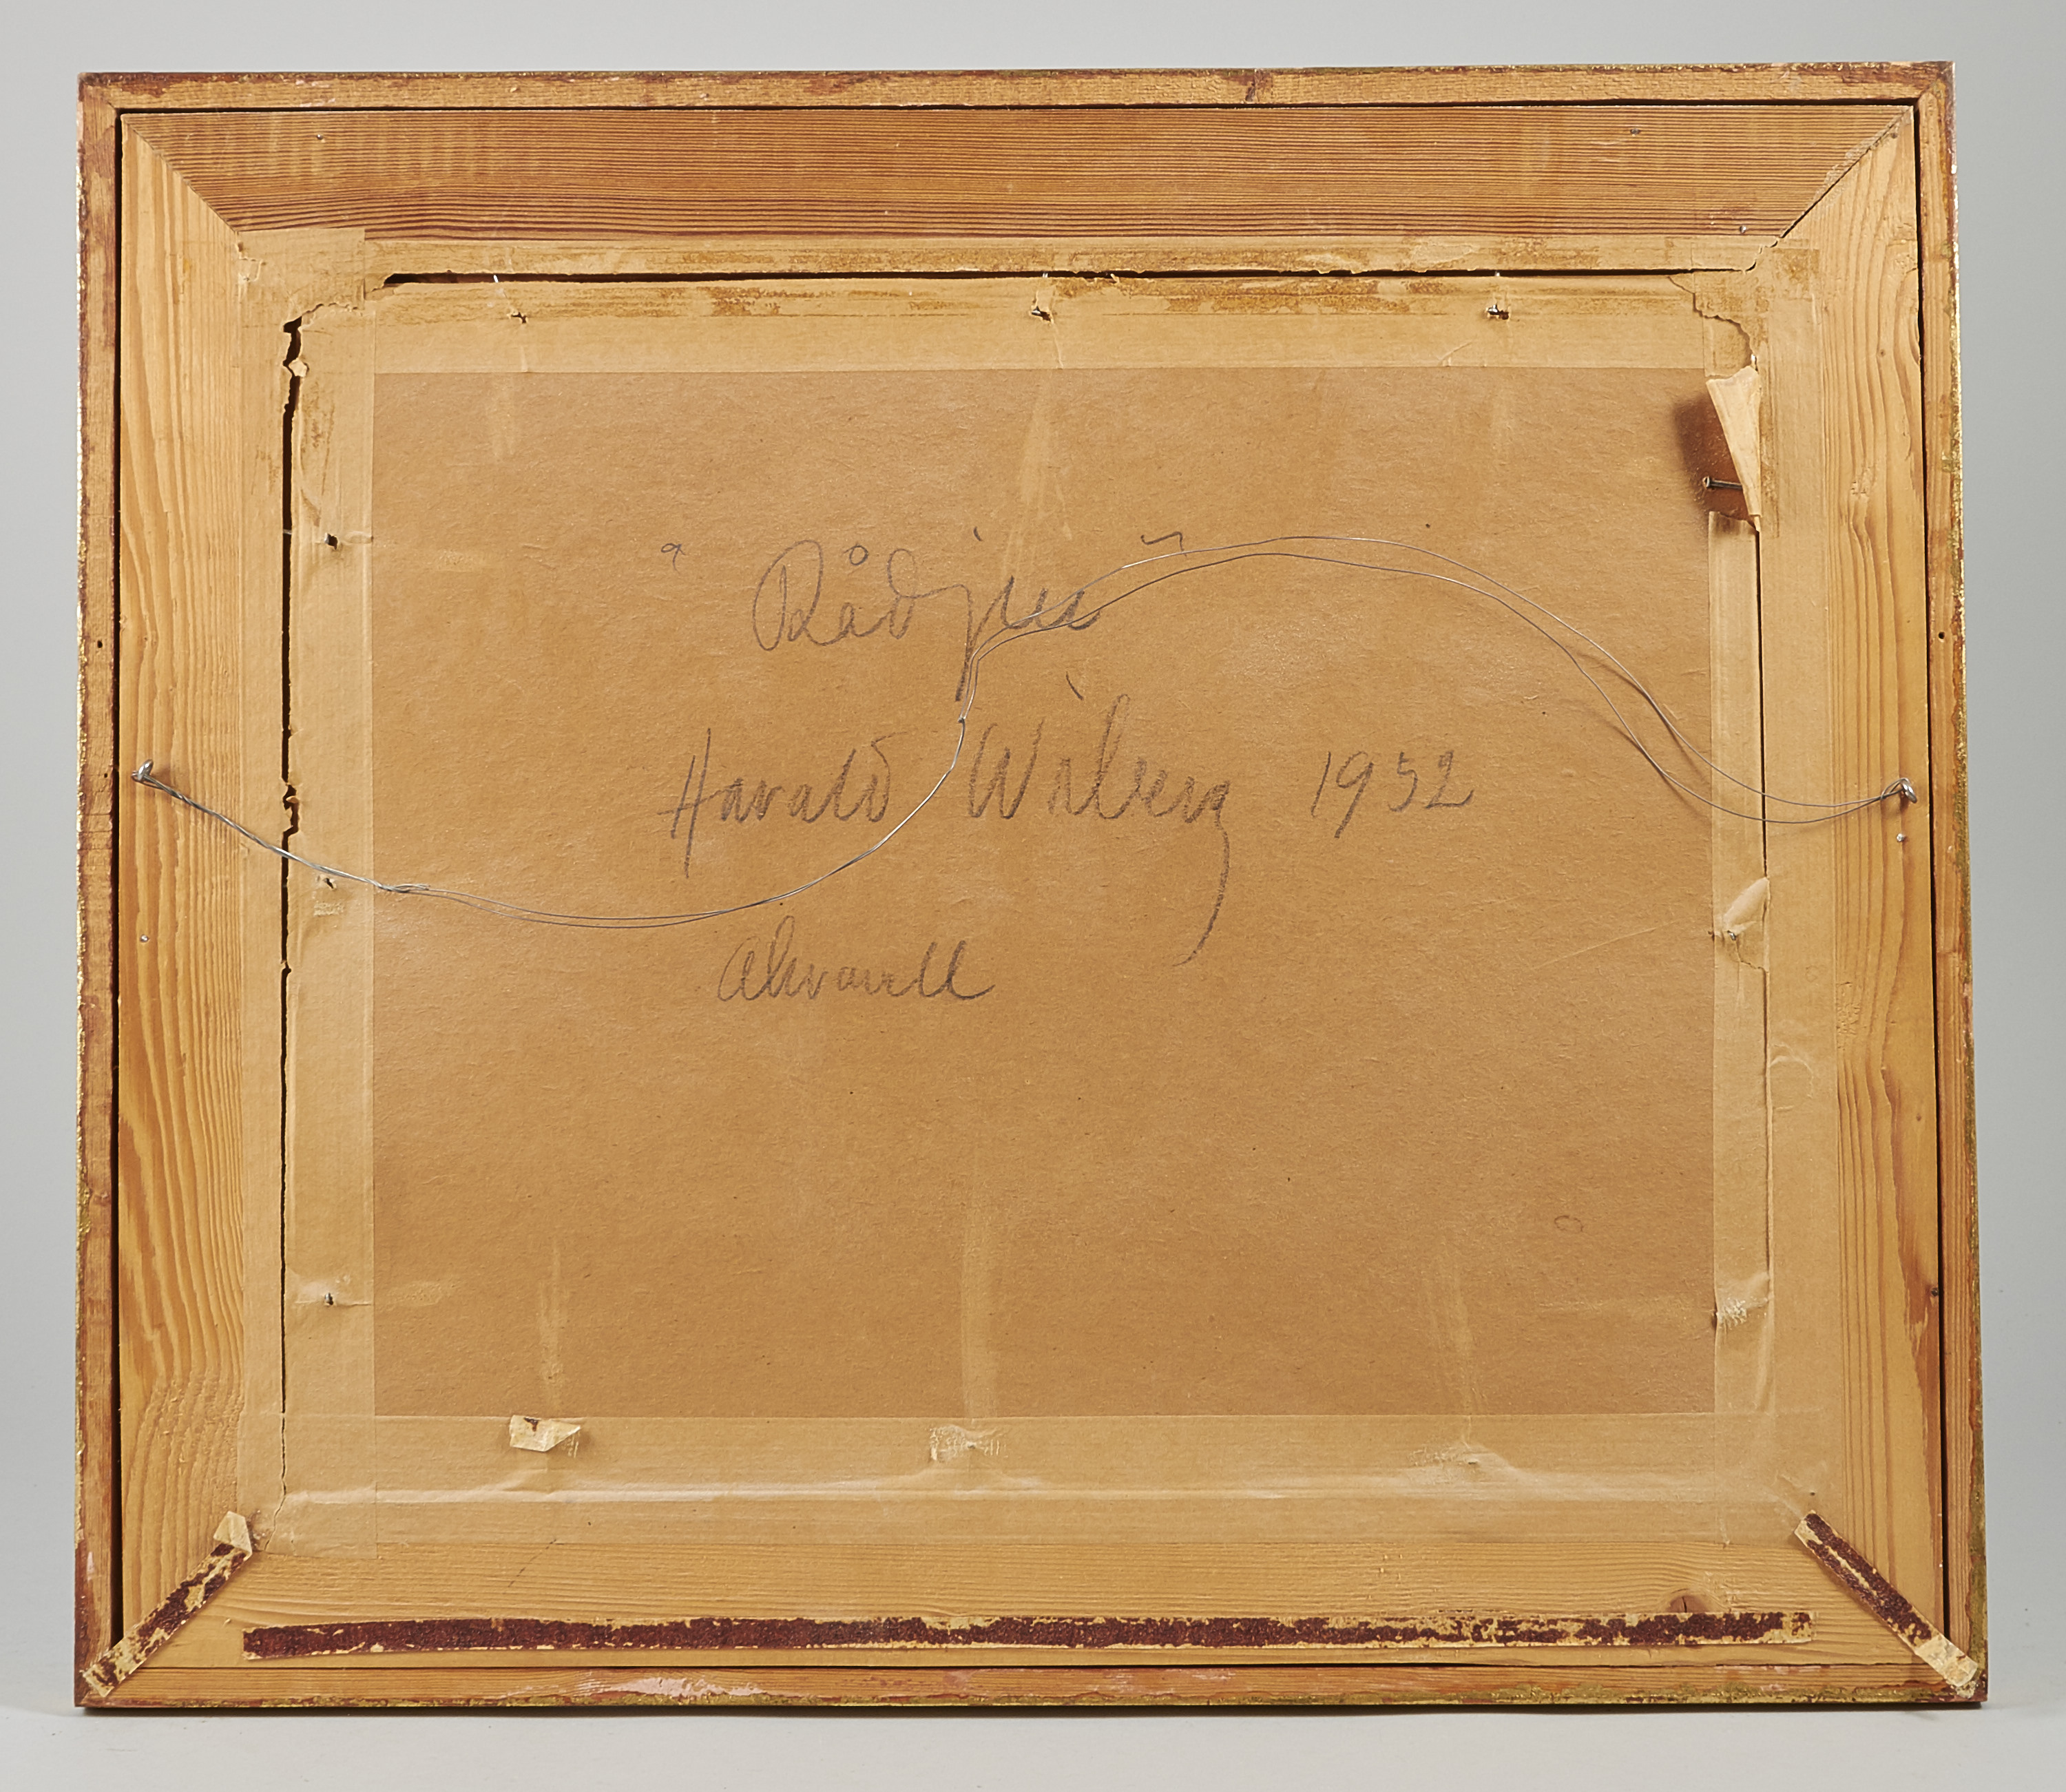 "Rådjur"
Harald Wiberg 1952
Akvarell